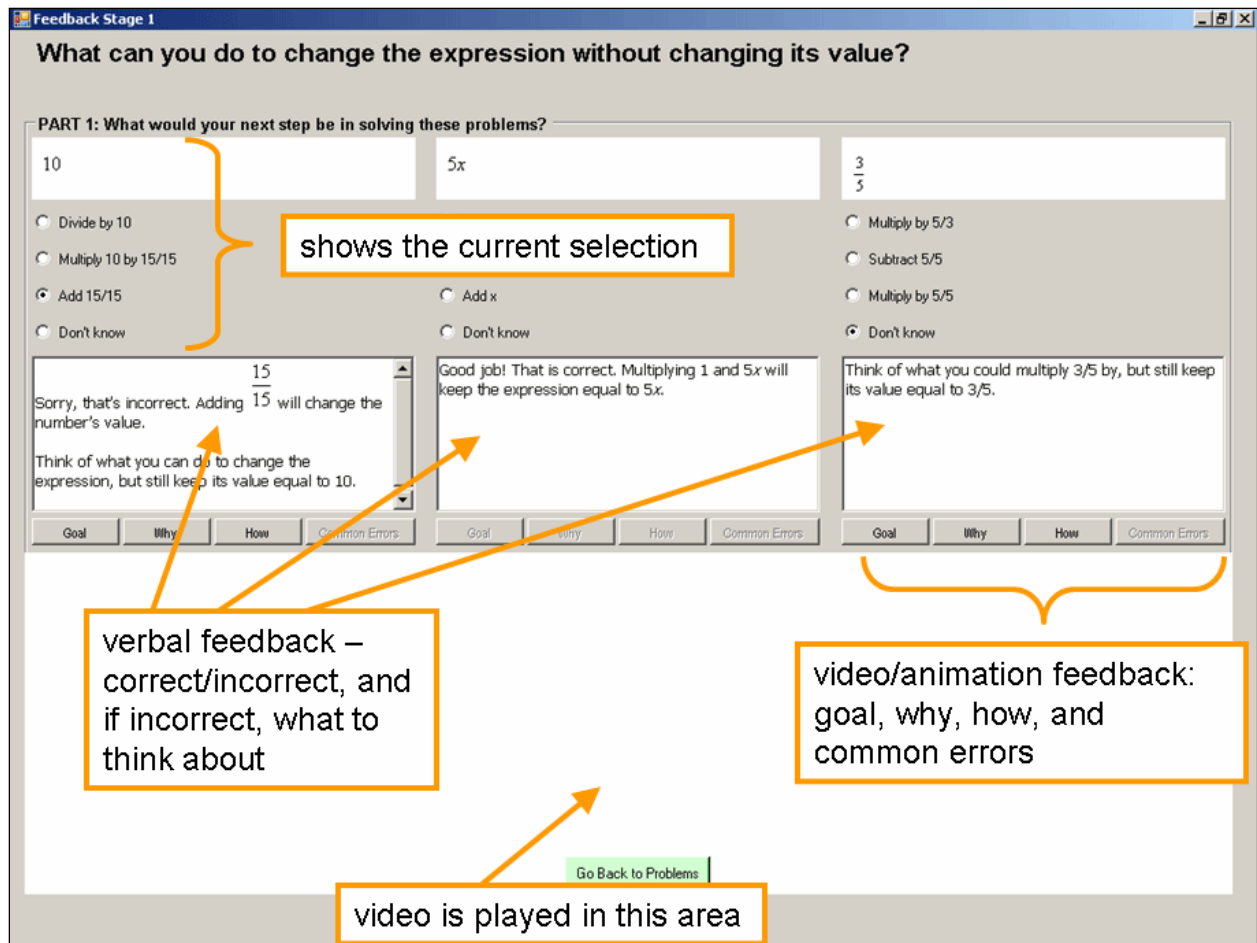 Feedback Stage 1
What can you do to change the expression without changing its value?
PART 1: What would your next step be in solving these problems?
10
Divide by 10
Multiply 10 by 15/15
Add 15/15
Don't know
15
15
Sorry, that's incorrect. Adding will change the
number's value.
Think of what you can do to change the
expression, but still keep its value equal to 10.
Goal Why How Common Errors
5x
Add x
Don't know
Good job! That is correct. Multiplying 1 and 5x will
keep the expression equal to 5x.
Goal Why How Common Errors
3
5
Multiply by 5/3
Subtract 5/5
Multiply by 5/5
Don't know
Think of what you could multiply 3/5 by, but still keep
its value equal to 3/5.
Goal Why How Common Errors
shows the current selection
verbal feedback –
correct/incorrect, and
if incorrect, what to
think about
video/animation feedback:
goal, why, how, and
common errors
Go Back to Problems
video is played in this area